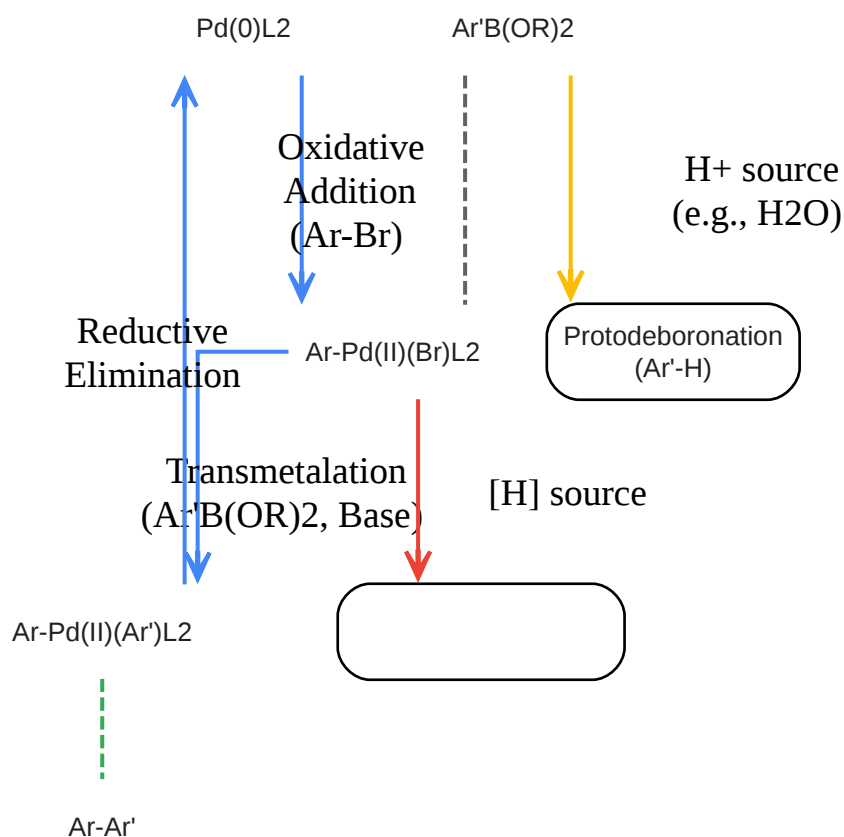 Pd(0)L2
Ar'B(OR)2
Oxidative
Addition
(Ar-Br)
H+ source
(e.g., H2O)
Reductive
Elimination
Ar-Pd(II)(Br)L2
Protodeboronation
(Ar'-H)
Transmetalation
(Ar'B(OR)2, Base)
[H] source
Ar-Pd(II)(Ar')L2
Ar-Ar'